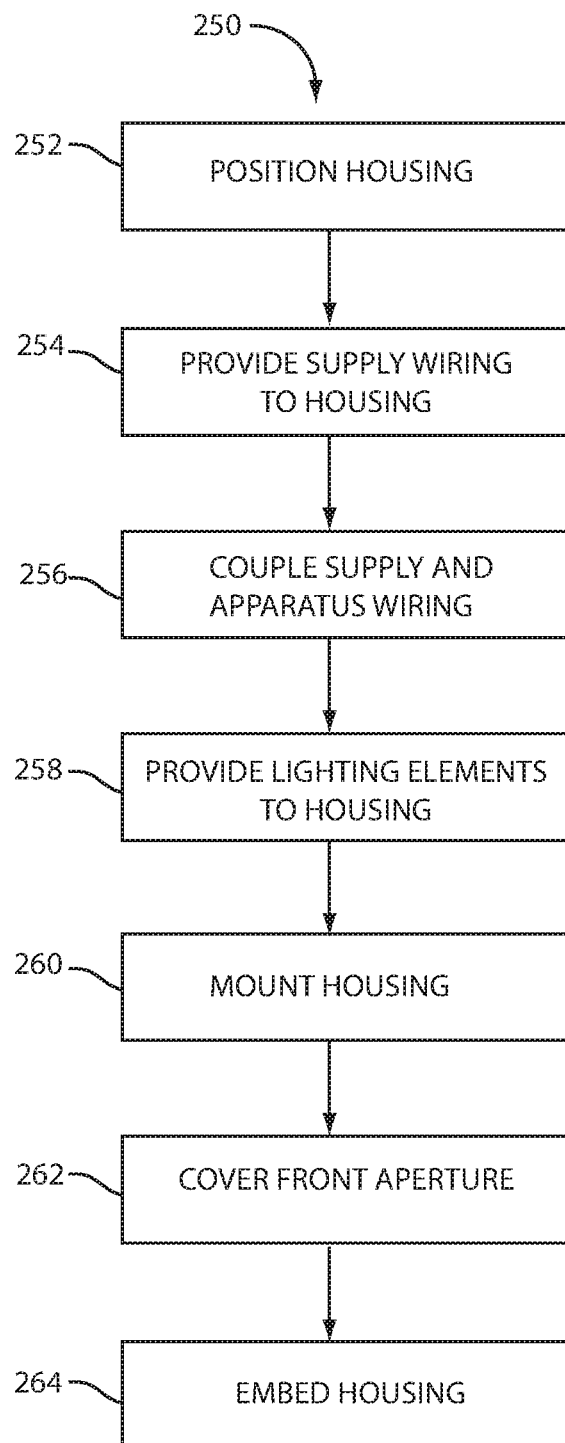 250
252
POSITION HOUSING
254
PROVIDE SUPPLY WIRING
TO HOUSING
256
COUPLE SUPPLY AND
APPARATUS WIRING
258
PROVIDE LIGHTING ELEMENTS
TO HOUSING
260
MOUNT HOUSING
262
COVER FRONT APERTURE
264
EMBED HOUSING